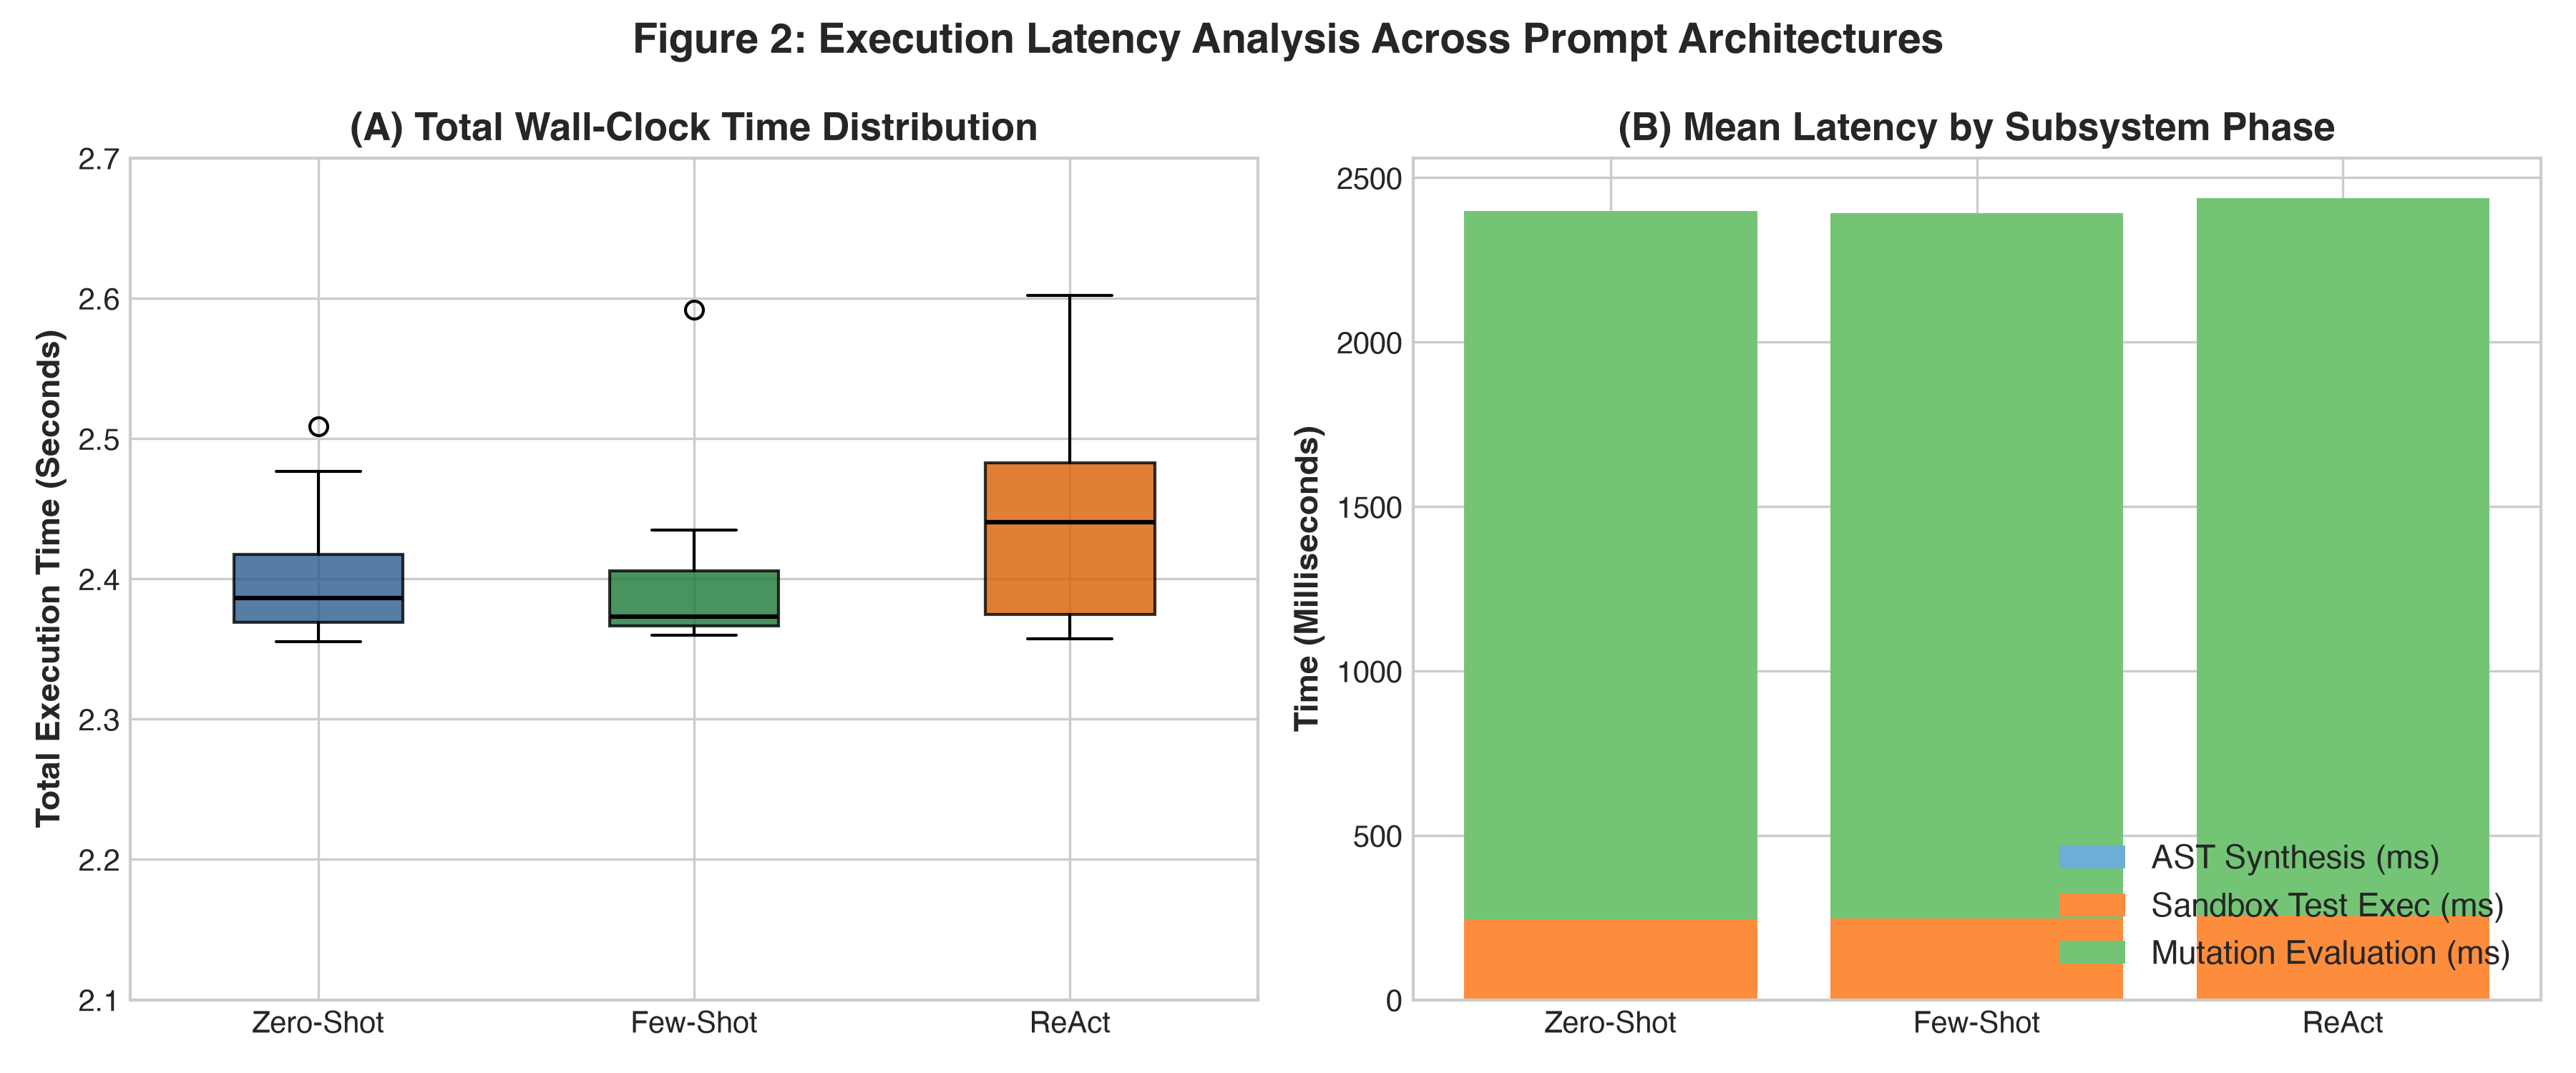 Figure 2: Execution Latency Analysis Across Prompt Architectures
(A) Total Wall-Clock Time Distribution
Total Execution Time (Seconds)
2.7
2.6
2.5
2.4
2.3
2.2
2.1
Zero-Shot
Few-Shot
ReAct
(B) Mean Latency by Subsystem Phase
Time (Milliseconds)
2500
2000
1500
1000
500
0
AST Synthesis (ms)
Sandbox Test Exec (ms)
Mutation Evaluation (ms)
Zero-Shot
Few-Shot
ReAct